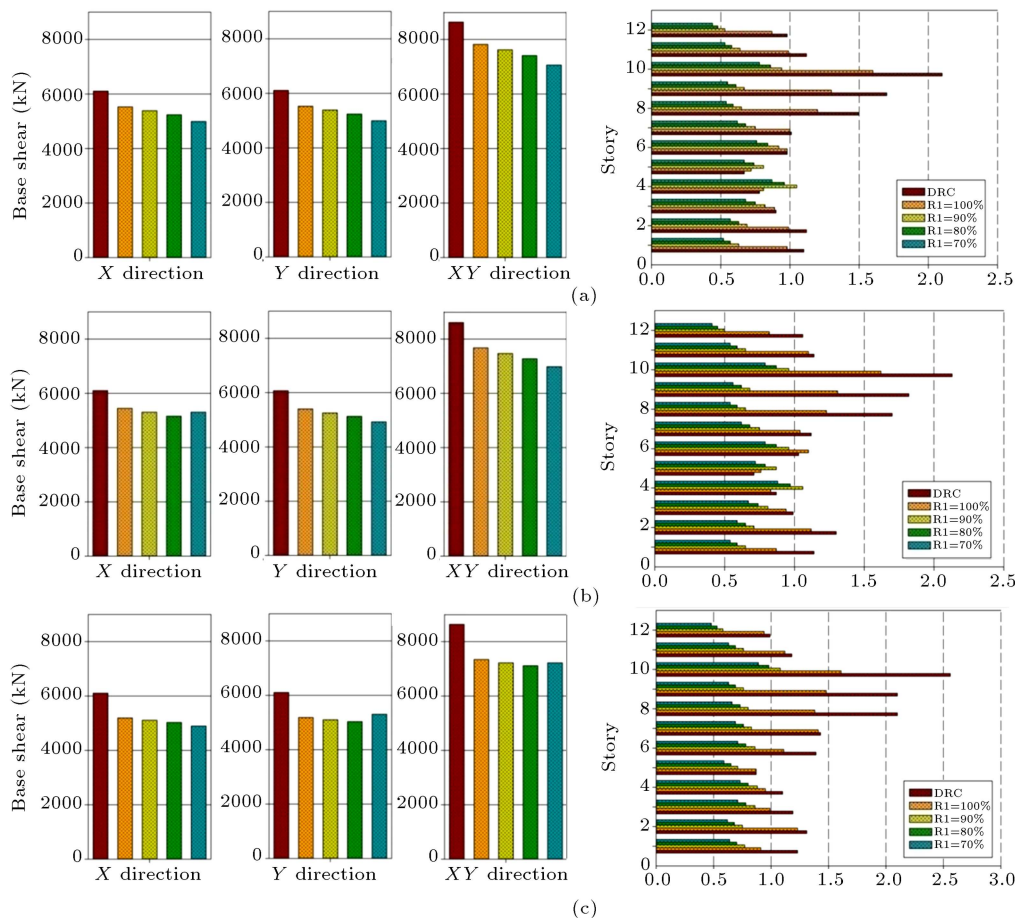 Base shear (kN)
8000
6000
4000
2000
0
X direction
8000
6000
4000
2000
0
Y direction
8000
6000
4000
2000
0
XY direction
Story
12
10
8
6
4
2
0
DRC
R1=100%
R1=90%
R1=80%
R1=70%
0.0 0.5 1.0 1.5 2.0 2.5
(a)
Base shear (kN)
8000
6000
4000
2000
0
X direction
8000
6000
4000
2000
0
Y direction
8000
6000
4000
2000
0
XY direction
Story
12
10
8
6
4
2
0
DRC
R1=100%
R1=90%
R1=80%
R1=70%
0.0 0.5 1.0 1.5 2.0 2.5
(b)
Base shear (kN)
8000
6000
4000
2000
0
X direction
8000
6000
4000
2000
0
Y direction
8000
6000
4000
2000
0
XY direction
Story
12
10
8
6
4
2
0
DRC
R1=100%
R1=90%
R1=80%
R1=70%
0.0 0.5 1.0 1.5 2.0 2.5 3.0
(c)